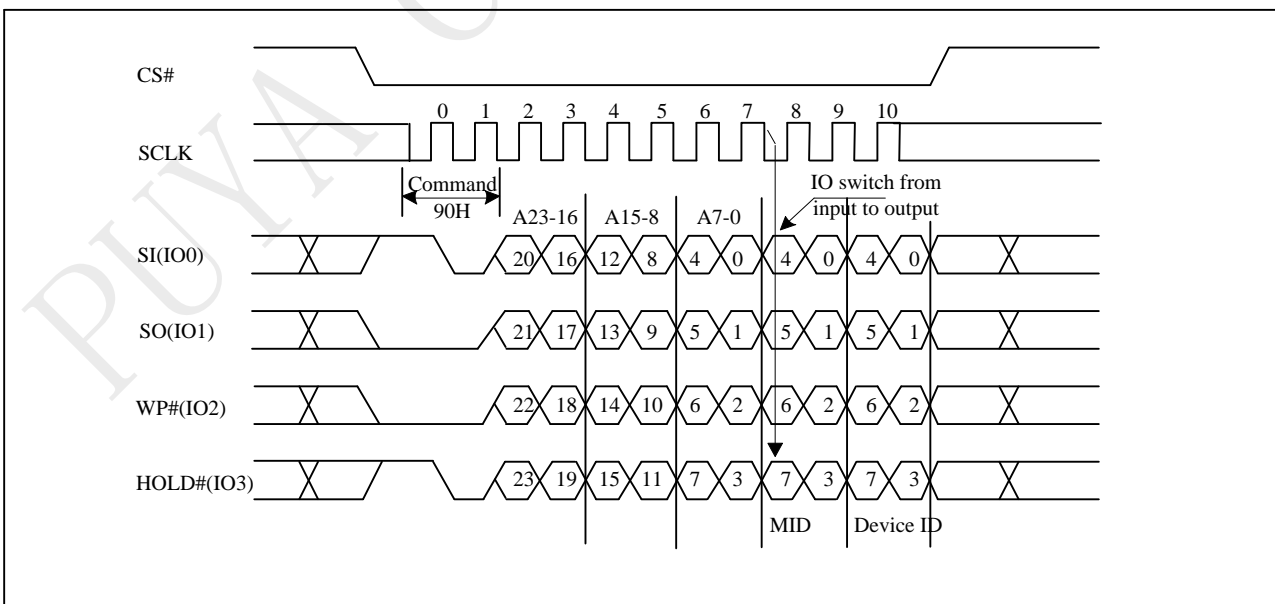 PUYA C
CS#
0 1 2 3 4 5 6 7 8 9 10
SCLK
Command
90H
IO switch from
input to output
A23-16 A15-8 A7-0
SI(IO0) 20 16 12 8 4 0 4 0 4 0
SO(IO1) 21 17 13 9 5 1 5 1 5 1
WP#(IO2) 22 18 14 10 6 2 6 2 6 2
HOLD#(IO3) 23 19 15 11 7 3 7 3 7 3
MID Device ID